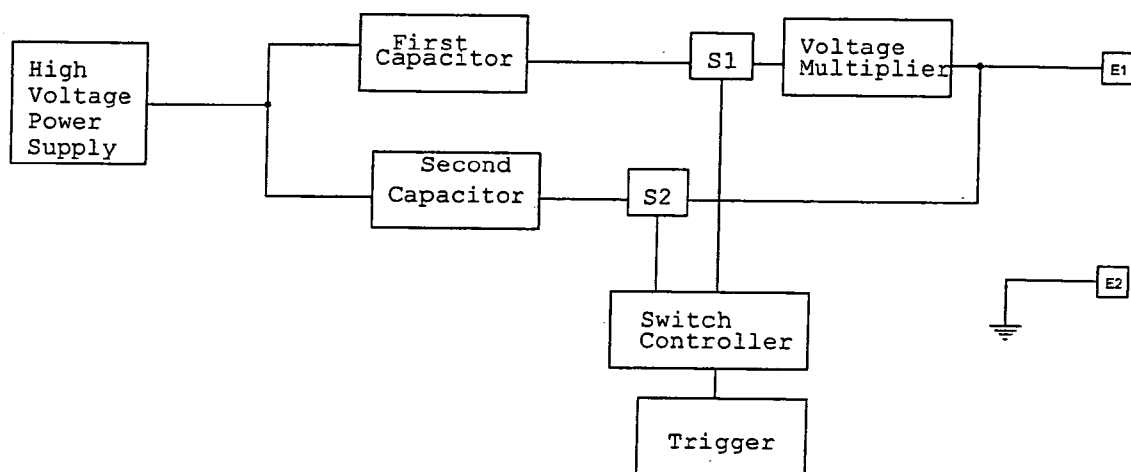 High
Voltage
Power
Supply
First
Capacitor
S1
Voltage
Multiplier
E1
Second
Capacitor
S2
E2
Switch
Controller
Trigger